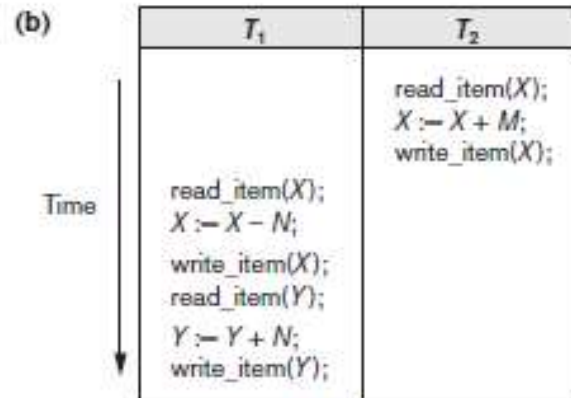 (b)
T₁ T₂
read_item(X);
X := X + M;
write_item(X);
Time
read_item(X);
X := X – N;
write_item(X);
read_item(Y);
Y := Y + N;
write_item(Y);